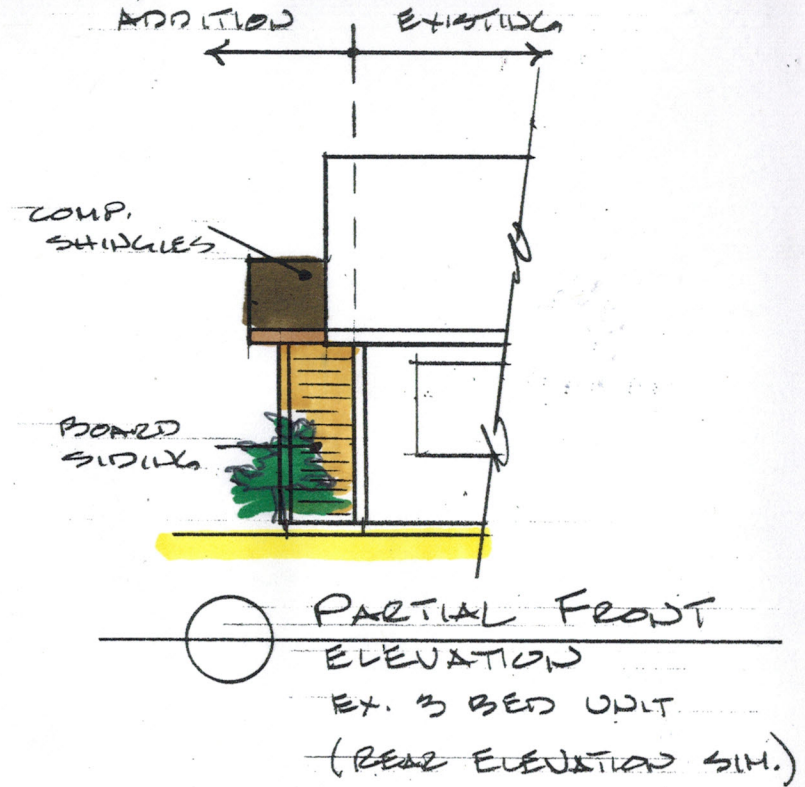 ADDITION EXISTING
COMP.
SHINGLES
BOARD
SIDING
PARTIAL FRONT
ELEVATION
EX. 3 BED UNIT
(REAR ELEVATION SIM.)